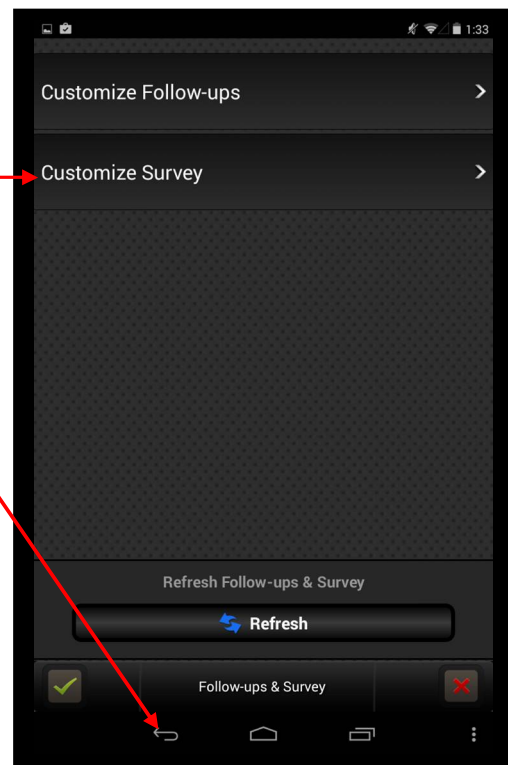 1:33
Customize Follow-ups
Customize Survey
Refresh Follow-ups & Survey
Refresh
Follow-ups & Survey